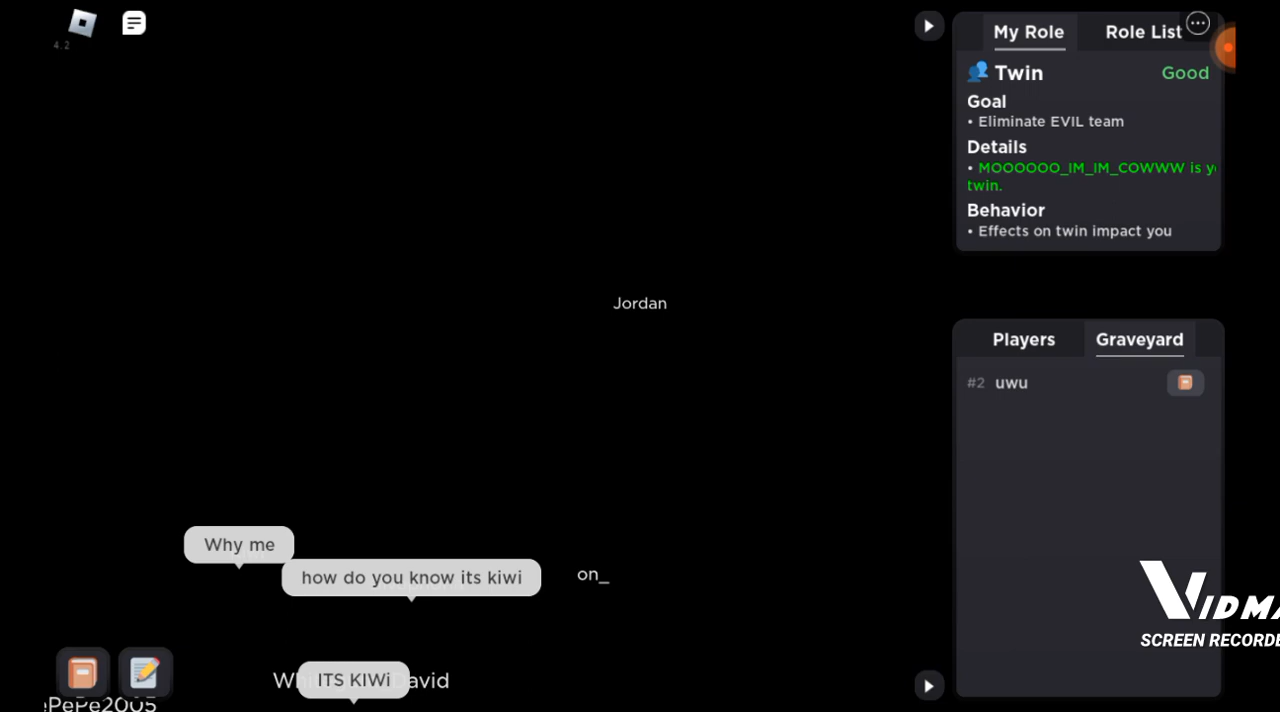 4.2
My Role Role List
Twin Good
Goal
• Eliminate EVIL team
Details
• MOOOOOO_IM_IM_COWWW is
twin.
Behavior
• Effects on twin impact you
Jordan
Players Graveyard
#2 uwu
Why me
how do you know its kiwi
on_
ITS KIWi
avid
ePePe2005
VIDMA
SCREEN RECORDE